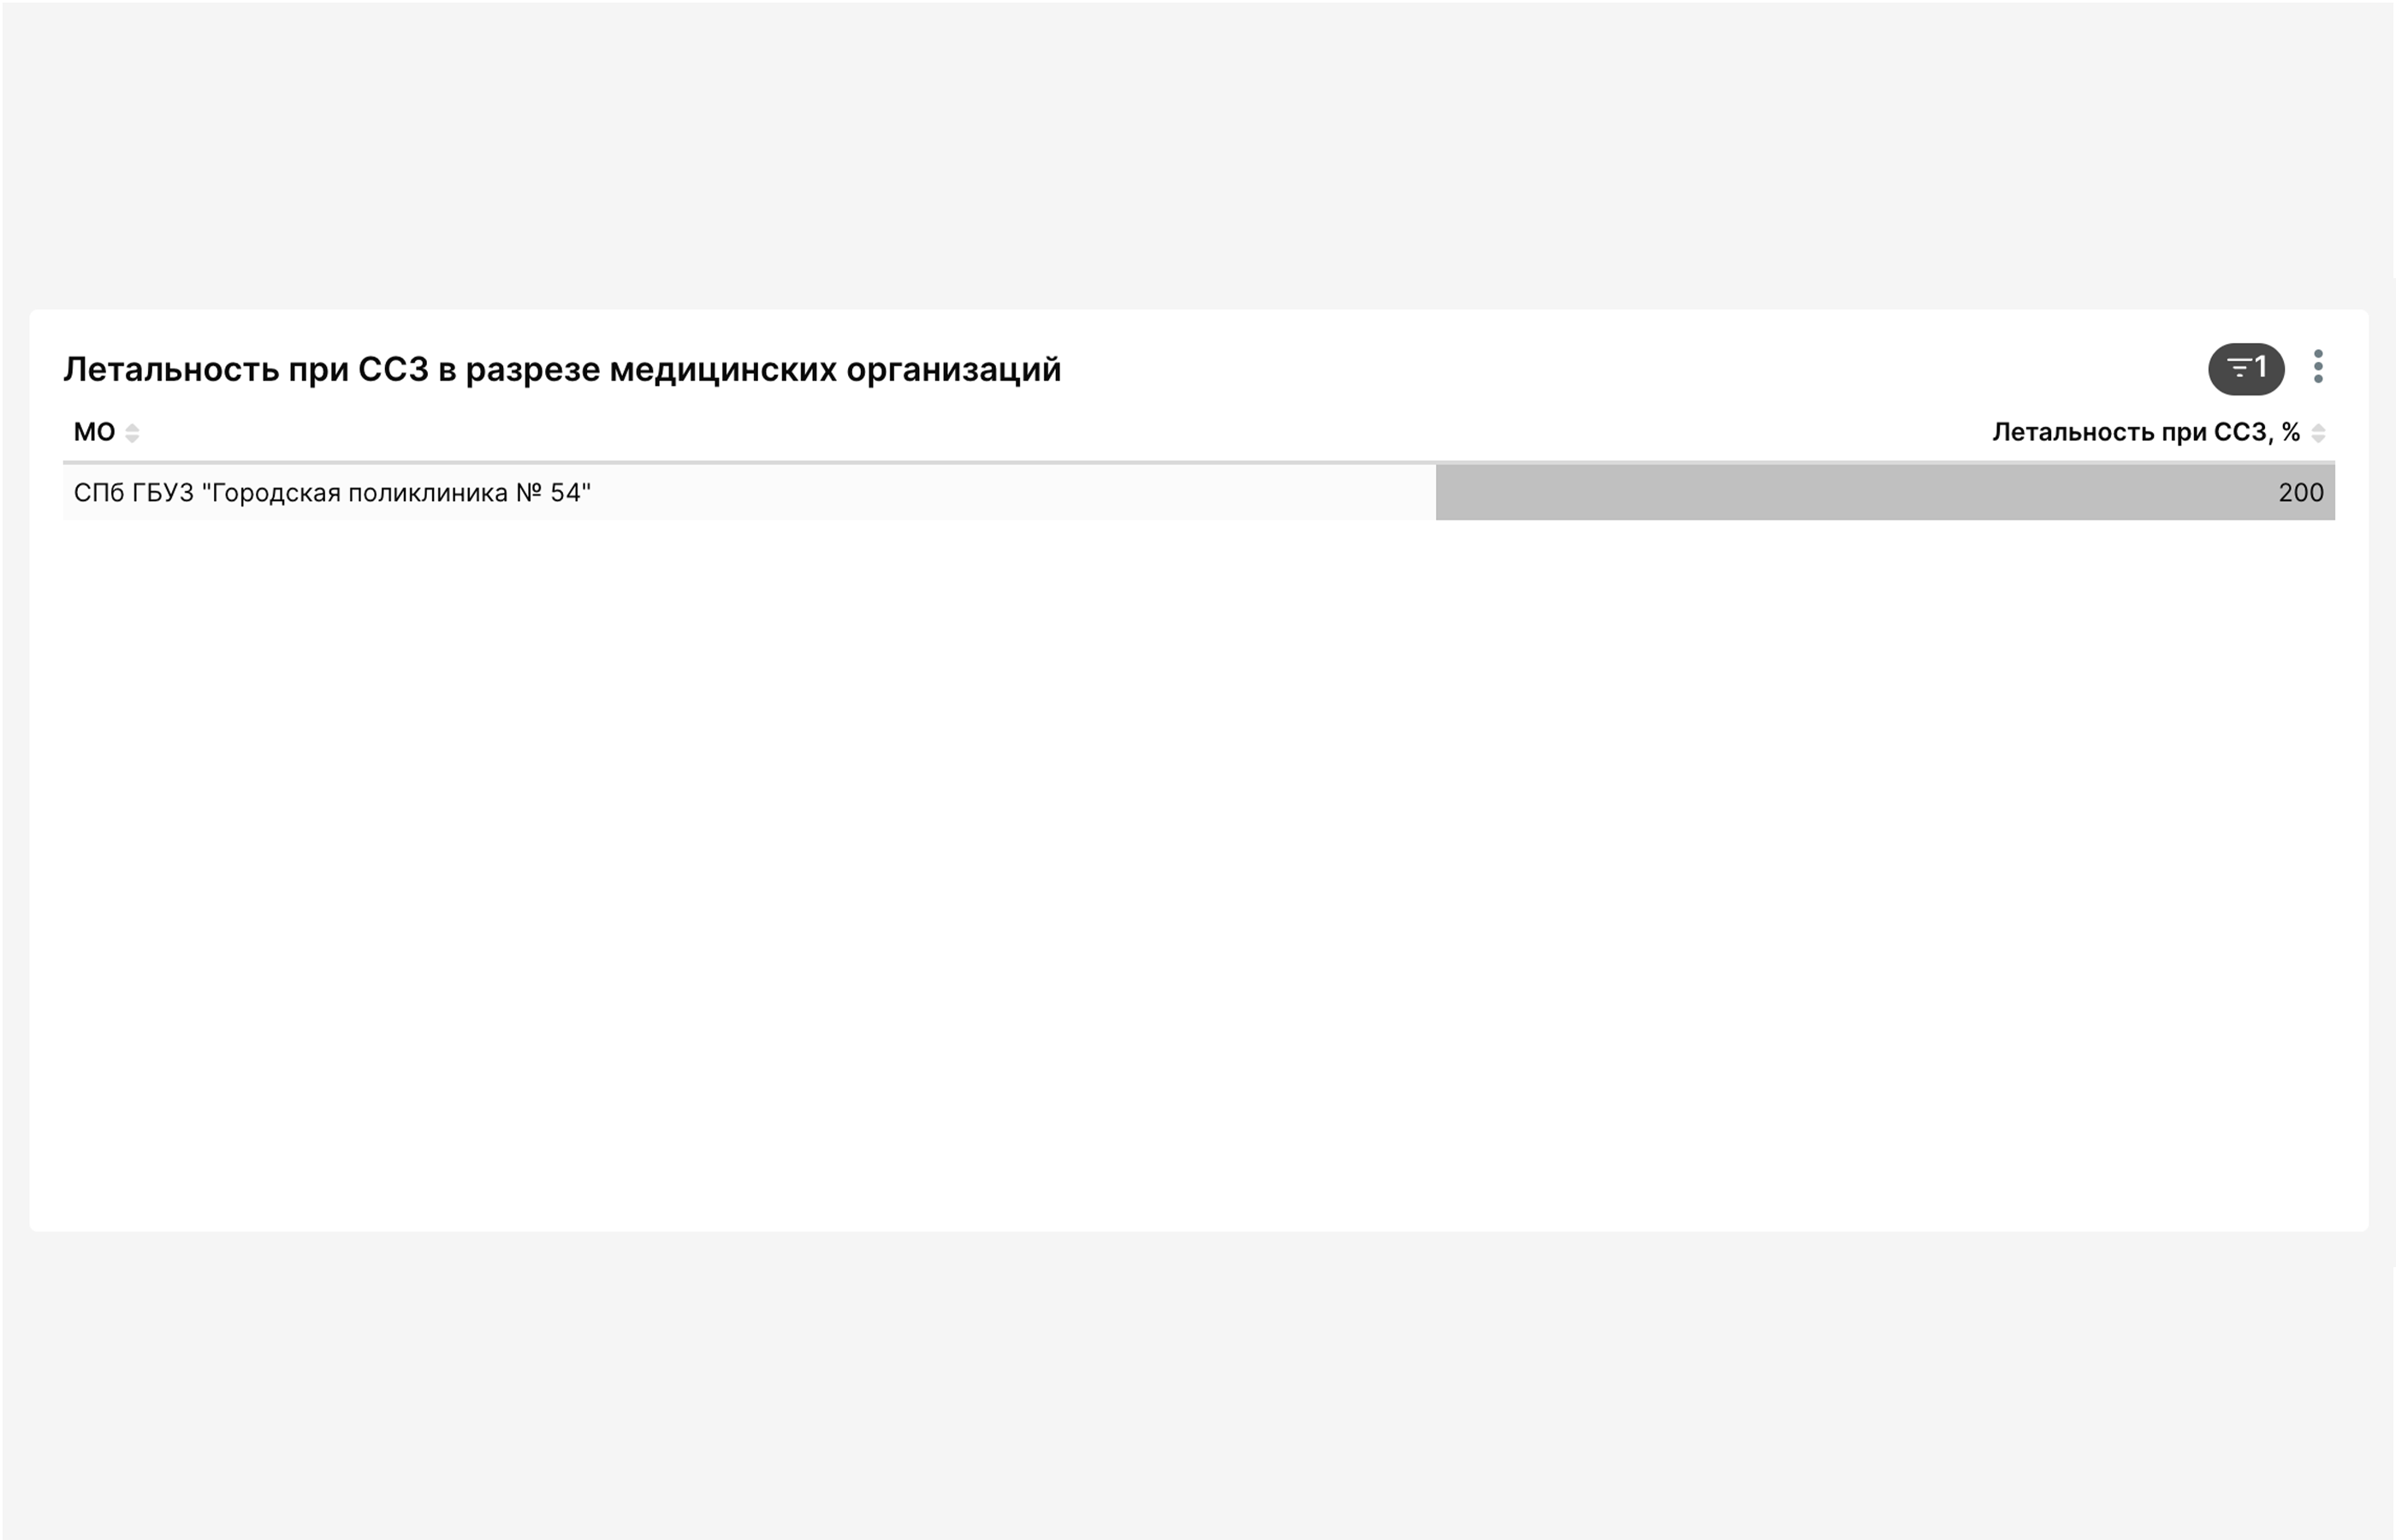 Летальность при ССЗ в разрезе медицинских организаций
1
МО
Летальность при ССЗ, %
СПб ГБУЗ "Городская поликлиника № 54"
200